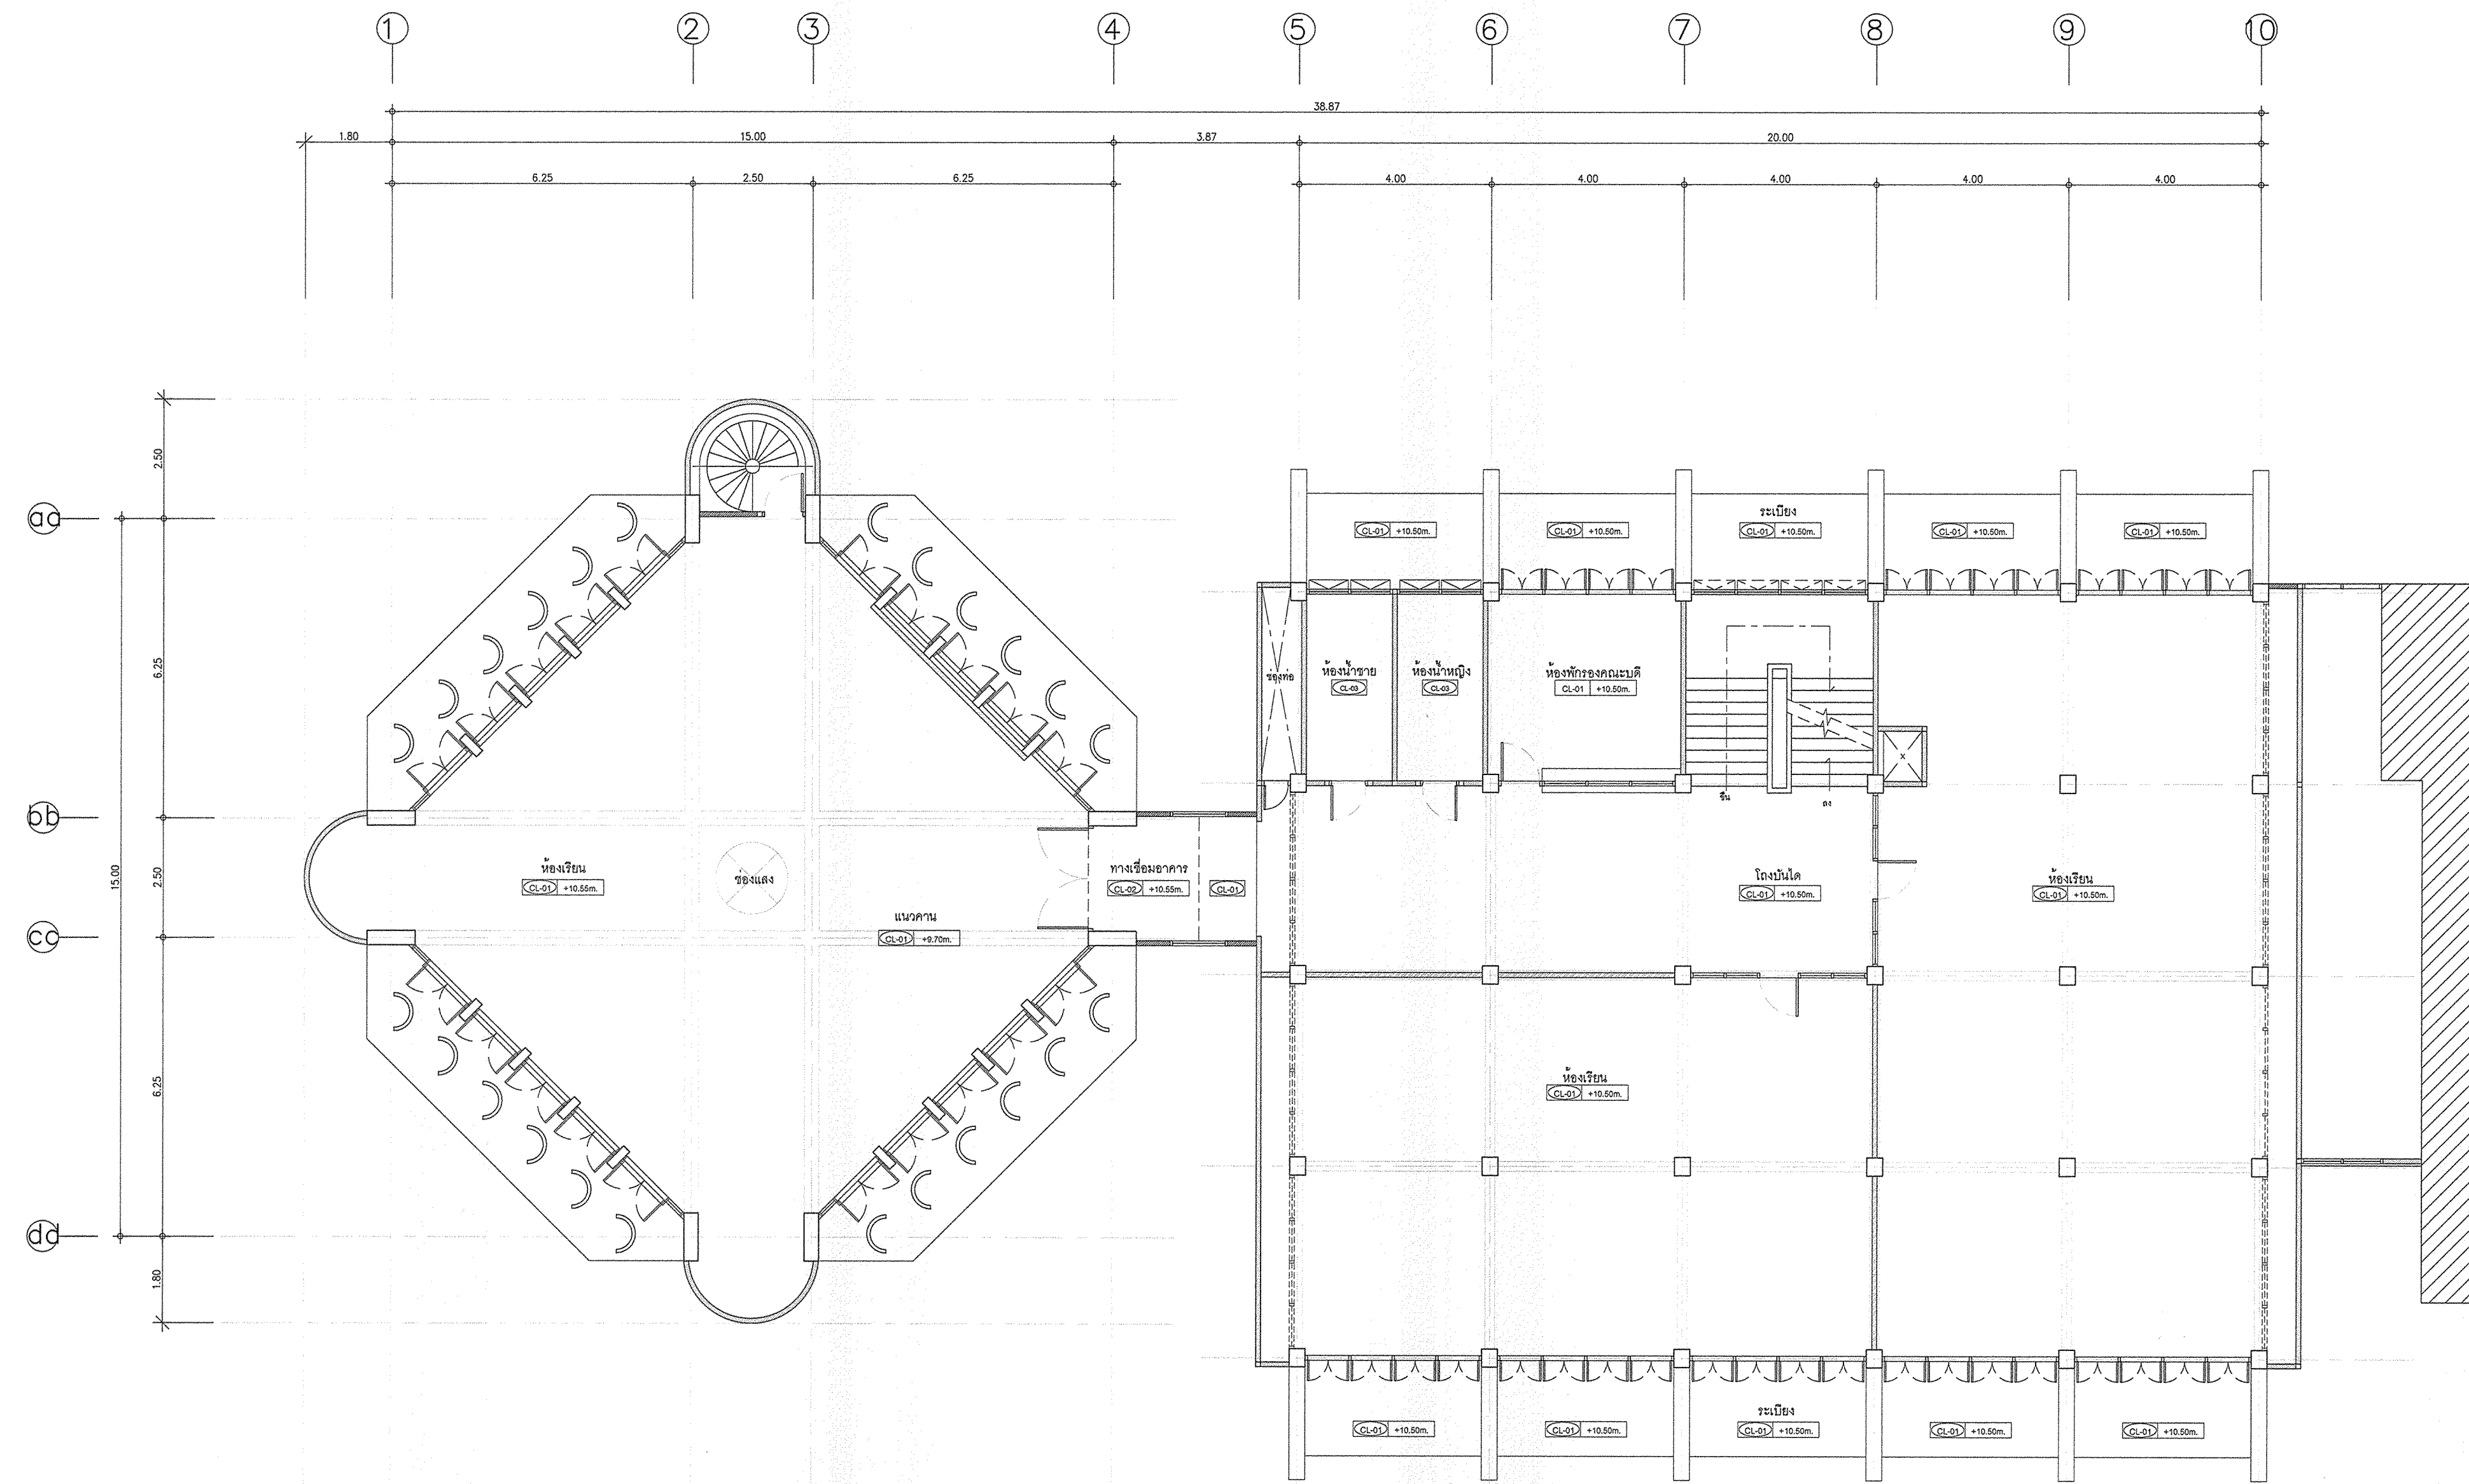 1 2 3 4 5 6 7 8 9 10
38.87
1.80 15.00 3.87 20.00
6.25 2.50 6.25 4.00 4.00 4.00 4.00 4.00
2.50
aa
6.25
bb
15.00
2.50
cc
6.25
dd
1.80
ระเบียง
CL-01 +10.50m.
CL-01 +10.50m.
CL-01 +10.50m.
CL-01 +10.50m.
CL-01 +10.50m.
ช่องท่อ
ห้องน้ำชาย
CL-03
ห้องน้ำหญิง
CL-03
ห้องพักรองคณะบดี
CL-01 +10.50m.
x
ขึ้น
ลง
ห้องเรียน
CL-01 +10.55m.
ช่องแสง
ทางเชื่อมอาคาร
CL-02 +10.55m.
CL-01
โถงบันได
CL-01 +10.50m.
ห้องเรียน
CL-01 +10.50m.
แนวคาน
CL-01 +9.70m.
ห้องเรียน
CL-01 +10.50m.
ระเบียง
CL-01 +10.50m.
CL-01 +10.50m.
CL-01 +10.50m.
CL-01 +10.50m.
CL-01 +10.50m.